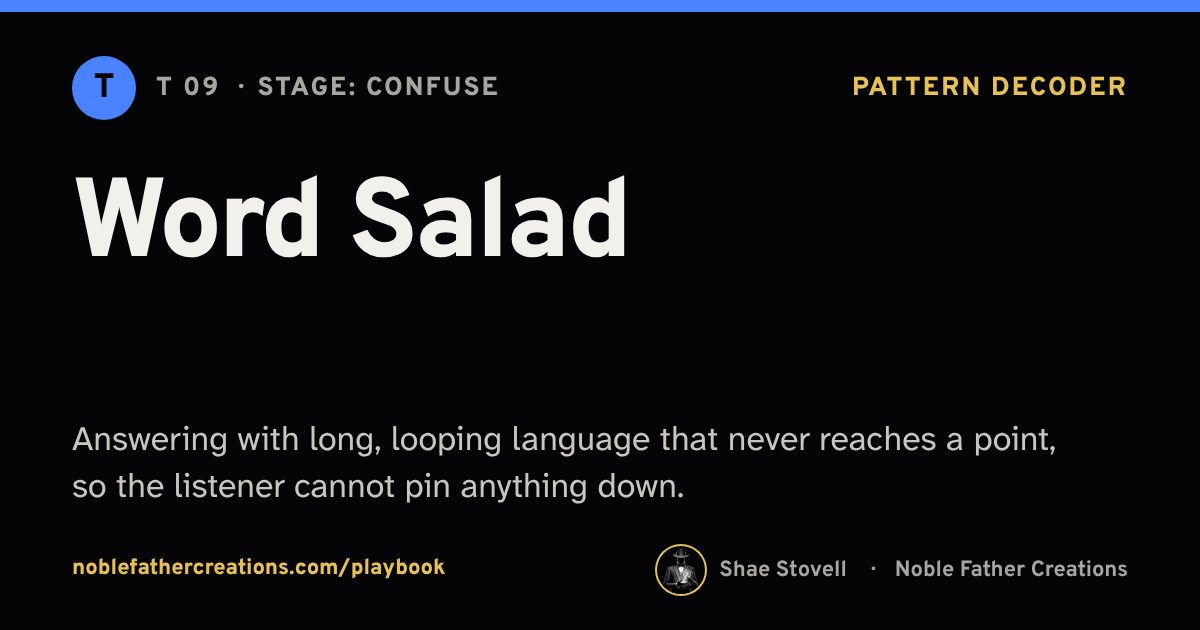 T
T 09 · STAGE: CONFUSE
PATTERN DECODER
Word Salad
Answering with long, looping language that never reaches a point,
so the listener cannot pin anything down.
noblefathercreations.com/playbook
Shae Stovell · Noble Father Creations